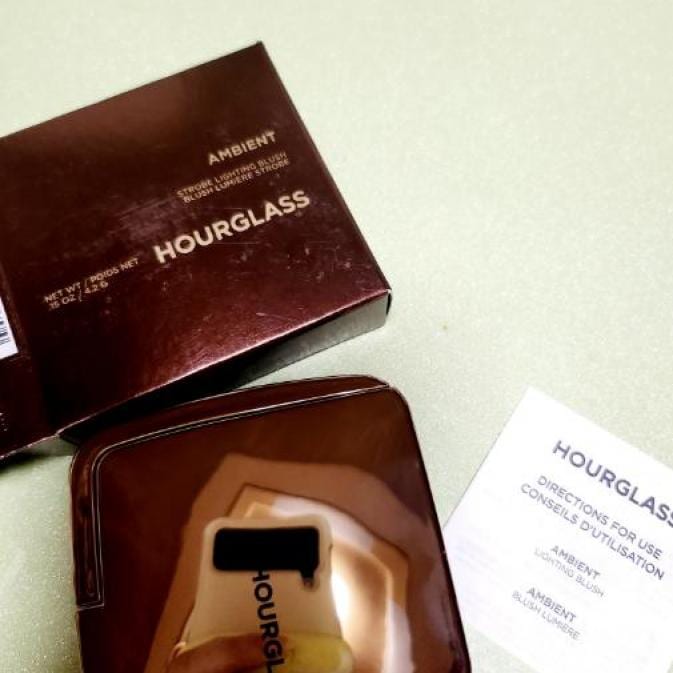 AMBIENT
STROBE LIGHTING BLUSH
BLUSH LUMIÈRE STROBE
HOURGLASS
NET WT / POIDS NET
.15 OZ / 4.2 G
HOURGLASS
DIRECTIONS FOR USE
CONSEILS D'UTILISATION
AMBIENT
LIGHTING BLUSH
AMBIENT
BLUSH LUMIÈRE
HOURGL